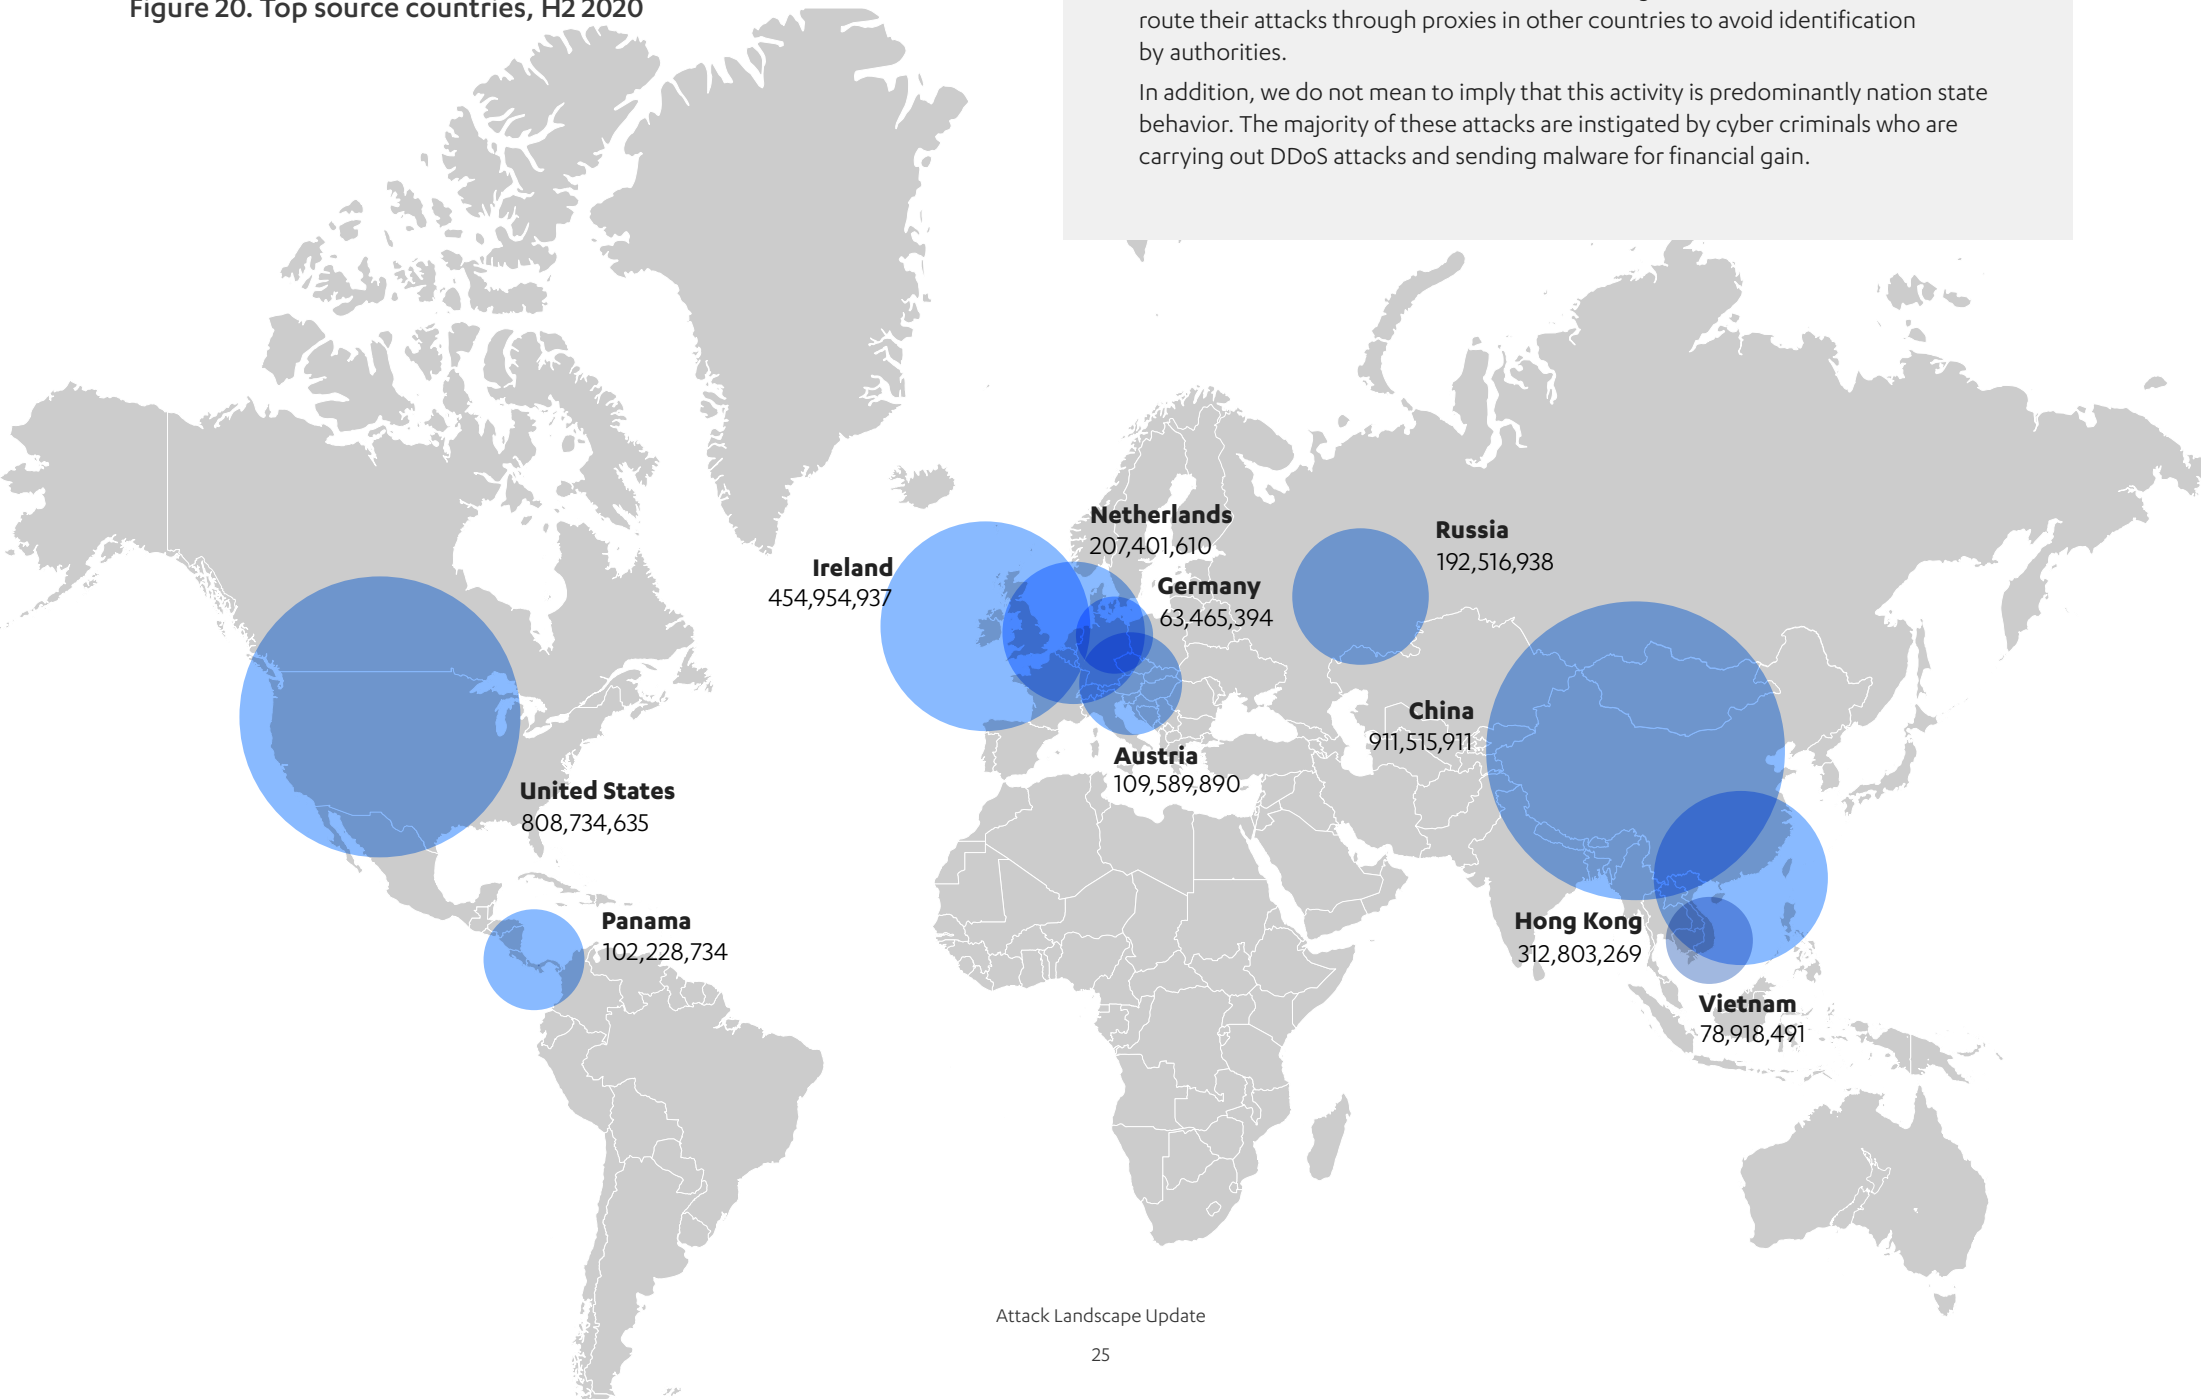 Figure 20. Top source countries, H2 2020
route their attacks through proxies in other countries to avoid identification
by authorities.
In addition, we do not mean to imply that this activity is predominantly nation state
behavior. The majority of these attacks are instigated by cyber criminals who are
carrying out DDoS attacks and sending malware for financial gain.
Netherlands
207,401,610
Russia
192,516,938
Ireland
454,954,937
Germany
63,465,394
China
911,515,911
Austria
109,589,890
United States
808,734,635
Panama
102,228,734
Hong Kong
312,803,269
Vietnam
78,918,491
Attack Landscape Update
25